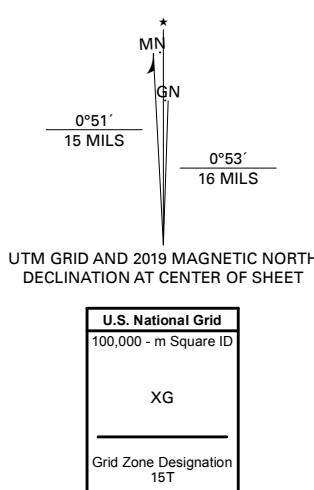 MN
GN
0°51´
15 MILS
0°53´
16 MILS
UTM GRID AND 2019 MAGNETIC NORTH
DECLINATION AT CENTER OF SHEET
U.S. National Grid
100,000 - m Square ID
XG
Grid Zone Designation
15T